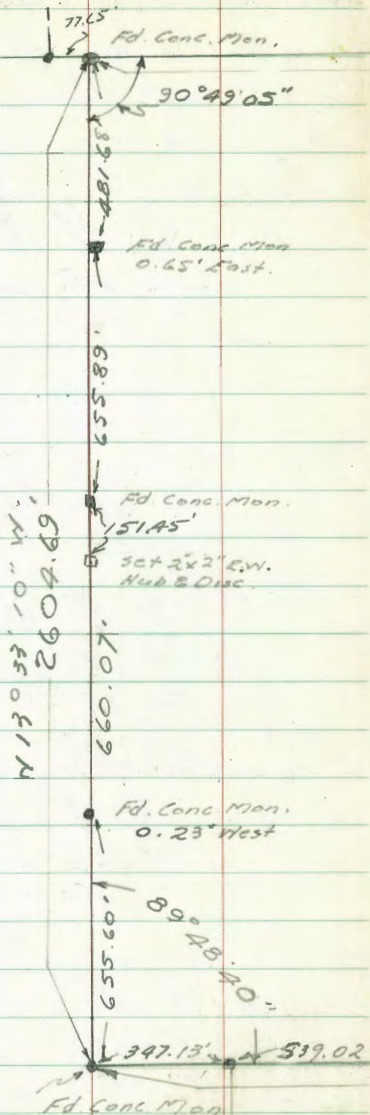 77.65'
Fd. Conc. Mon.
90°49'05"
481.68'
Fd Conc. Mon
0.65' East.
655.89'
Fd. Conc. Mon.
151.45'
Set 2"x2" R.W.
Hub & Disc
N 13° 33' 10" W
2604.69'
660.07'
Fd. Conc Mon.
0.23' West
89° 48' 40"
655.60'
347.13'
539.02
Fd. Conc Mon